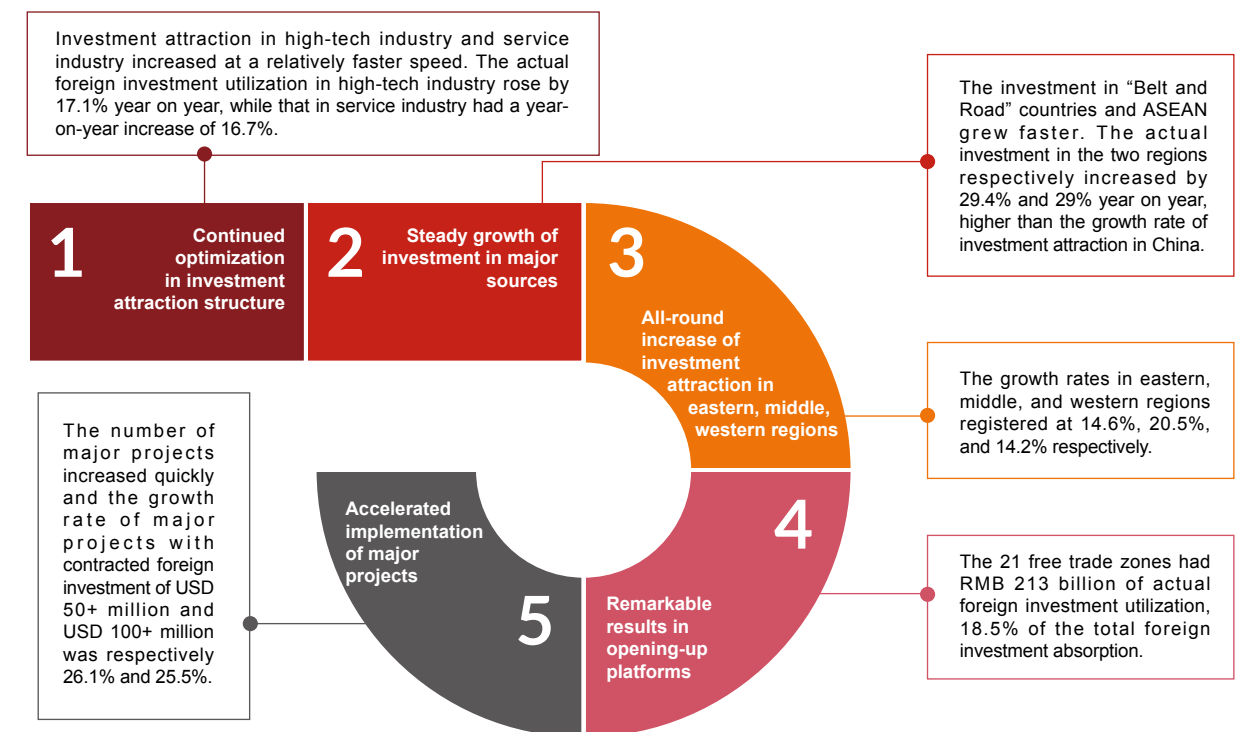 Investment attraction in high-tech industry and service
industry increased at a relatively faster speed. The actual
foreign investment utilization in high-tech industry rose by
17.1% year on year, while that in service industry had a year-
on-year increase of 16.7%.
The investment in “Belt and
Road” countries and ASEAN
grew faster. The actual
investment in the two regions
respectively increased by
29.4% and 29% year on year,
higher than the growth rate of
investment attraction in China.
1
Continued
optimization
in investment
attraction structure
2
Steady growth of
investment in major
sources
3
All-round
increase of
investment
attraction in
eastern, middle,
western regions
The growth rates in eastern,
middle, and western regions
registered at 14.6%, 20.5%,
and 14.2% respectively.
4
Remarkable
results in
opening-up
platforms
The 21 free trade zones had
RMB 213 billion of actual
foreign investment utilization,
18.5% of the total foreign
investment absorption.
Accelerated
implementation
of major
projects
5
The number of
major projects
increased quickly
and the growth
rate of major
projects with
contracted foreign
investment of USD
50+ million and
USD 100+ million
was respectively
26.1% and 25.5%.